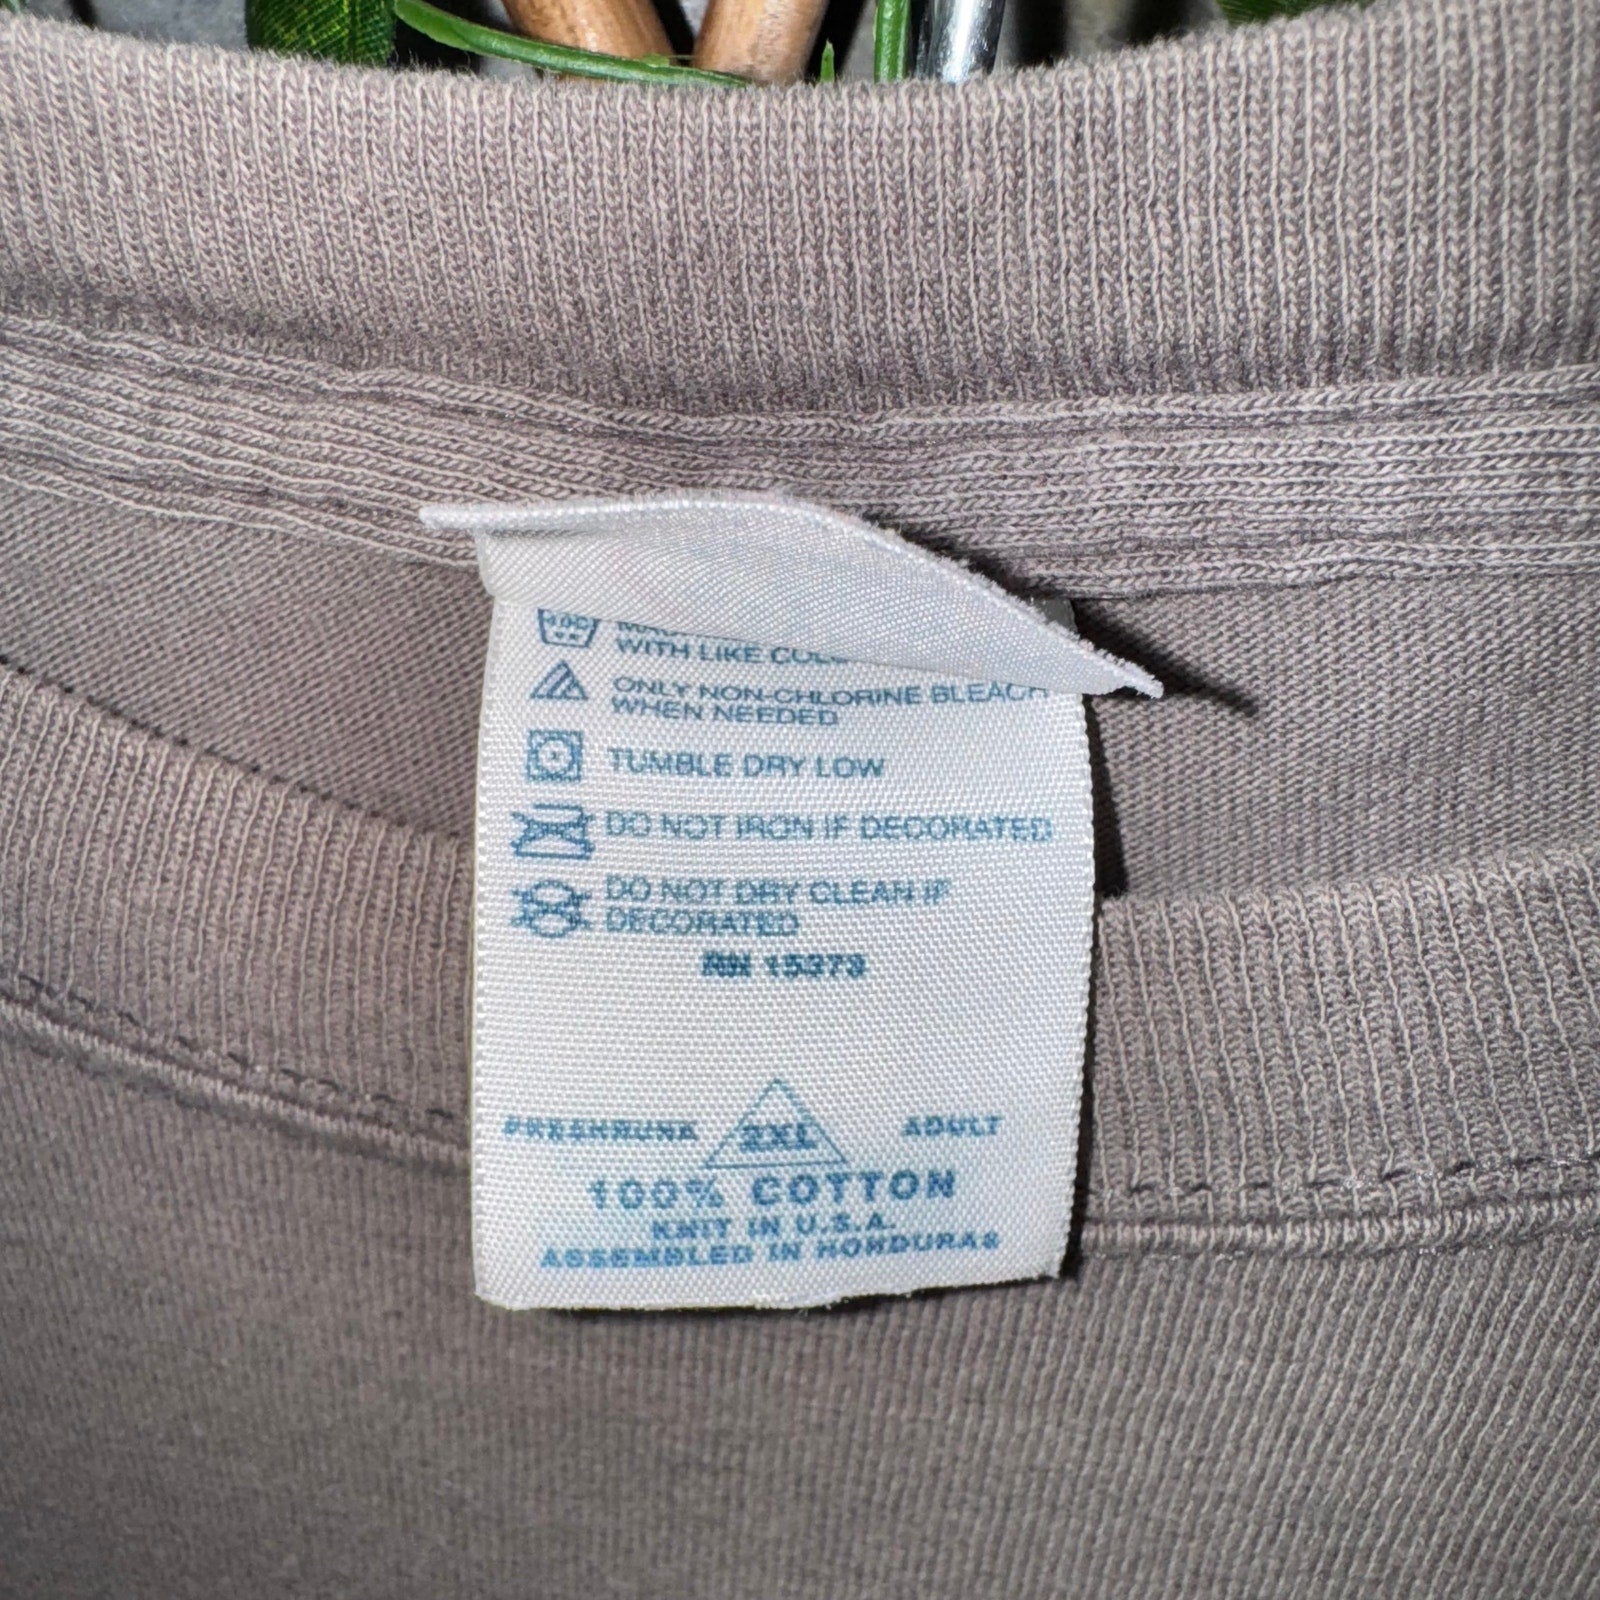 WITH LIKE
ONLY NON-CHLORINE BLEACH
WHEN NEEDED
TUMBLE DRY LOW
DO NOT IRON IF DECORATED
DO NOT DRY CLEAN IF
DECORATED
RN 15373
PRESHRUNK 2XL ADULT
100% COTTON
KNIT IN U.S.A.
ASSEMBLED IN HONDURAS